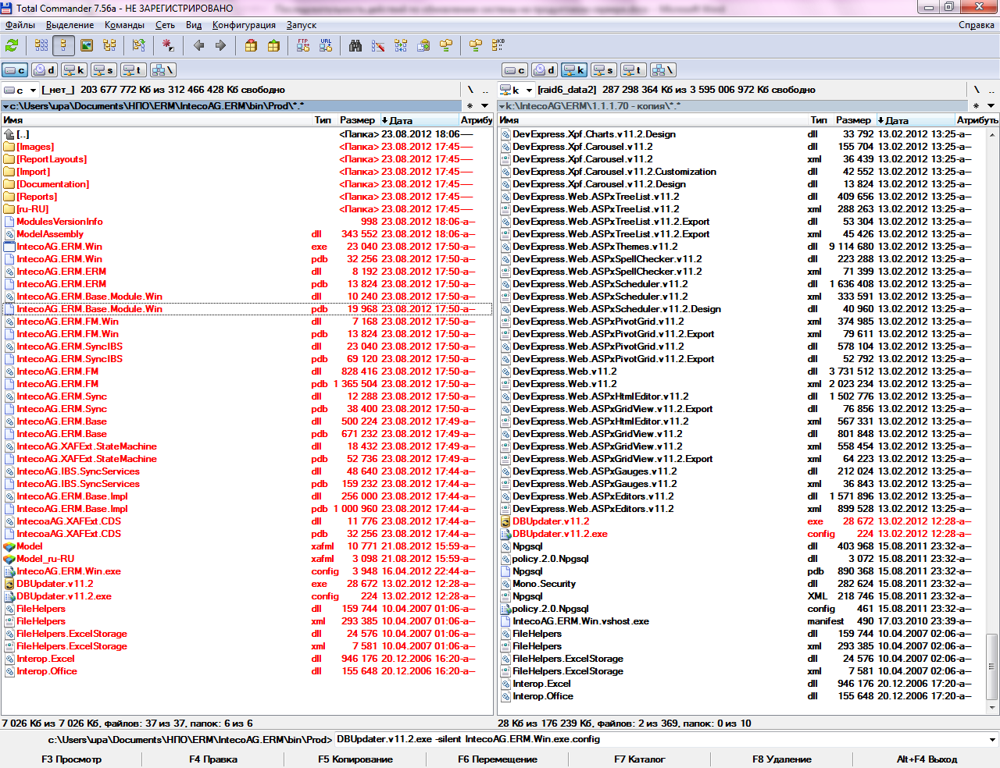 Total Commander 7.56a - НЕ ЗАРЕГИСТРИРОВАНО
Файлы Выделение Команды Сеть Вид Конфигурация Запуск Справка
FTP URL KB
c d k s t \ c d k s t \
c [_нет_] 203 677 772 Кб из 312 466 428 Кб свободно \ .. k [raid6_data2] 287 298 364 Кб из 3 595 006 972 Кб свободно \ ..
c:\Users\upa\Documents\НПО\ERM\IntecoAG.ERM\bin\Prod\*.* * k:\IntecoAG\ERM\1.1.1.70 - копия\*.* *
Имя Тип Размер Дата Атрибу Имя Тип Размер Дата Атрибуть
[..] <Папка> 23.08.2012 18:06 ----
[Images] <Папка> 23.08.2012 17:45 ----
[ReportLayouts] <Папка> 23.08.2012 17:45 ----
[Import] <Папка> 23.08.2012 17:45 ----
[Documentation] <Папка> 23.08.2012 17:45 ----
[Reports] <Папка> 23.08.2012 17:45 ----
[ru-RU] <Папка> 23.08.2012 17:45 ----
ModulesVersionInfo 998 23.08.2012 18:06 -a--
ModelAssembly dll 343 552 23.08.2012 18:06 -a--
IntecoAG.ERM.Win exe 23 040 23.08.2012 17:50 -a--
IntecoAG.ERM.Win pdb 32 256 23.08.2012 17:50 -a--
IntecoAG.ERM.ERM dll 8 192 23.08.2012 17:50 -a--
IntecoAG.ERM.ERM pdb 13 824 23.08.2012 17:50 -a--
IntecoAG.ERM.Base.Module.Win dll 10 240 23.08.2012 17:50 -a--
IntecoAG.ERM.Base.Module.Win pdb 19 968 23.08.2012 17:50 -a--
IntecoAG.ERM.FM.Win dll 7 168 23.08.2012 17:50 -a--
IntecoAG.ERM.FM.Win pdb 13 824 23.08.2012 17:50 -a--
IntecoAG.ERM.SyncIBS dll 23 040 23.08.2012 17:50 -a--
IntecoAG.ERM.SyncIBS pdb 69 120 23.08.2012 17:50 -a--
IntecoAG.ERM.FM dll 828 416 23.08.2012 17:50 -a--
IntecoAG.ERM.FM pdb 1 365 504 23.08.2012 17:50 -a--
IntecoAG.ERM.Sync dll 12 288 23.08.2012 17:50 -a--
IntecoAG.ERM.Sync pdb 38 400 23.08.2012 17:50 -a--
IntecoAG.ERM.Base dll 500 224 23.08.2012 17:49 -a--
IntecoAG.ERM.Base pdb 671 232 23.08.2012 17:49 -a--
IntecoAG.XAFExt.StateMachine dll 18 432 23.08.2012 17:49 -a--
IntecoAG.XAFExt.StateMachine pdb 52 736 23.08.2012 17:49 -a--
IntecoAG.IBS.SyncServices dll 48 640 23.08.2012 17:44 -a--
IntecoAG.IBS.SyncServices pdb 159 232 23.08.2012 17:44 -a--
IntecoAG.ERM.Base.Impl dll 256 000 23.08.2012 17:44 -a--
IntecoAG.ERM.Base.Impl pdb 1 000 960 23.08.2012 17:44 -a--
IntecoaAG.XAFExt.CDS dll 11 776 23.08.2012 17:44 -a--
IntecoaAG.XAFExt.CDS pdb 32 256 23.08.2012 17:44 -a--
Model xafml 10 771 21.08.2012 15:59 -a--
Model_ru-RU xafml 3 098 21.08.2012 15:59 -a--
IntecoAG.ERM.Win.exe config 3 948 16.04.2012 22:44 -a--
DBUpdater.v11.2 exe 28 672 13.02.2012 12:28 -a--
DBUpdater.v11.2.exe config 224 13.02.2012 12:28 -a--
FileHelpers dll 159 744 10.04.2007 01:06 -a--
FileHelpers xml 293 385 10.04.2007 01:06 -a--
FileHelpers.ExcelStorage dll 24 576 10.04.2007 01:06 -a--
FileHelpers.ExcelStorage xml 7 581 10.04.2007 01:06 -a--
Interop.Excel dll 946 176 20.12.2006 16:20 -a--
Interop.Office dll 155 648 20.12.2006 16:20 -a--
DevExpress.Xpf.Charts.v11.2.Design dll 33 792 13.02.2012 13:25 -a--
DevExpress.Xpf.Carousel.v11.2 dll 155 704 13.02.2012 13:25 -a--
DevExpress.Xpf.Carousel.v11.2 xml 36 439 13.02.2012 13:25 -a--
DevExpress.Xpf.Carousel.v11.2.Customization dll 42 552 13.02.2012 13:25 -a--
DevExpress.Xpf.Carousel.v11.2.Design dll 13 824 13.02.2012 13:25 -a--
DevExpress.Web.ASPxTreeList.v11.2 dll 409 656 13.02.2012 13:25 -a--
DevExpress.Web.ASPxTreeList.v11.2 xml 288 263 13.02.2012 13:25 -a--
DevExpress.Web.ASPxTreeList.v11.2.Export dll 53 304 13.02.2012 13:25 -a--
DevExpress.Web.ASPxTreeList.v11.2.Export xml 45 426 13.02.2012 13:25 -a--
DevExpress.Web.ASPxThemes.v11.2 dll 9 114 680 13.02.2012 13:25 -a--
DevExpress.Web.ASPxSpellChecker.v11.2 dll 223 288 13.02.2012 13:25 -a--
DevExpress.Web.ASPxSpellChecker.v11.2 xml 71 399 13.02.2012 13:25 -a--
DevExpress.Web.ASPxScheduler.v11.2 dll 1 636 408 13.02.2012 13:25 -a--
DevExpress.Web.ASPxScheduler.v11.2 xml 333 591 13.02.2012 13:25 -a--
DevExpress.Web.ASPxScheduler.v11.2.Design dll 40 960 13.02.2012 13:25 -a--
DevExpress.Web.ASPxPivotGrid.v11.2 xml 374 985 13.02.2012 13:25 -a--
DevExpress.Web.ASPxPivotGrid.v11.2.Export xml 79 611 13.02.2012 13:25 -a--
DevExpress.Web.ASPxPivotGrid.v11.2 dll 578 104 13.02.2012 13:25 -a--
DevExpress.Web.ASPxPivotGrid.v11.2.Export dll 52 792 13.02.2012 13:25 -a--
DevExpress.Web.v11.2 dll 3 731 512 13.02.2012 13:25 -a--
DevExpress.Web.v11.2 xml 2 023 234 13.02.2012 13:25 -a--
DevExpress.Web.ASPxHtmlEditor.v11.2 dll 1 502 776 13.02.2012 13:25 -a--
DevExpress.Web.ASPxGridView.v11.2.Export dll 76 856 13.02.2012 13:25 -a--
DevExpress.Web.ASPxHtmlEditor.v11.2 xml 567 331 13.02.2012 13:25 -a--
DevExpress.Web.ASPxGridView.v11.2 dll 801 848 13.02.2012 13:25 -a--
DevExpress.Web.ASPxGridView.v11.2 xml 558 454 13.02.2012 13:25 -a--
DevExpress.Web.ASPxGridView.v11.2.Export xml 64 223 13.02.2012 13:25 -a--
DevExpress.Web.ASPxGauges.v11.2 dll 212 024 13.02.2012 13:25 -a--
DevExpress.Web.ASPxGauges.v11.2 xml 36 843 13.02.2012 13:25 -a--
DevExpress.Web.ASPxEditors.v11.2 dll 1 571 896 13.02.2012 13:25 -a--
DevExpress.Web.ASPxEditors.v11.2 xml 899 528 13.02.2012 13:25 -a--
DBUpdater.v11.2 exe 28 672 13.02.2012 12:28 -a--
DBUpdater.v11.2.exe config 224 13.02.2012 12:28 -a--
Npgsql dll 403 968 15.08.2011 23:32 -a--
policy.2.0.Npgsql dll 3 072 15.08.2011 23:32 -a--
Npgsql pdb 890 368 15.08.2011 23:32 -a--
Mono.Security dll 282 624 15.08.2011 23:32 -a--
Npgsql XML 218 746 15.08.2011 23:32 -a--
policy.2.0.Npgsql config 461 15.08.2011 23:32 -a--
IntecoAG.ERM.Win.vshost.exe manifest 490 17.03.2010 23:39 -a--
FileHelpers dll 159 744 10.04.2007 02:06 -a--
FileHelpers xml 293 385 10.04.2007 02:06 -a--
FileHelpers.ExcelStorage dll 24 576 10.04.2007 02:06 -a--
FileHelpers.ExcelStorage xml 7 581 10.04.2007 02:06 -a--
Interop.Excel dll 946 176 20.12.2006 17:20 -a--
Interop.Office dll 155 648 20.12.2006 17:20 -a--
7 026 Кб из 7 026 Кб, файлов: 37 из 37, папок: 6 из 6 28 Кб из 176 239 Кб, файлов: 2 из 369, папок: 0 из 10
c:\Users\upa\Documents\НПО\ERM\IntecoAG.ERM\bin\Prod> DBUpdater.v11.2.exe -silent IntecoAG.ERM.Win.exe.config
F3 Просмотр F4 Правка F5 Копирование F6 Перемещение F7 Каталог F8 Удаление Alt+F4 Выход